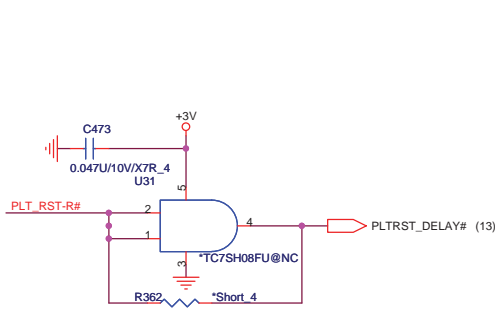 +3V
C473
0.047U/10V/X7R_4
U31
5
PLT_RST-R#
2
4
PLTRST_DELAY# (13)
1
*TC7SH08FU@NC
3
R362
*Short_4